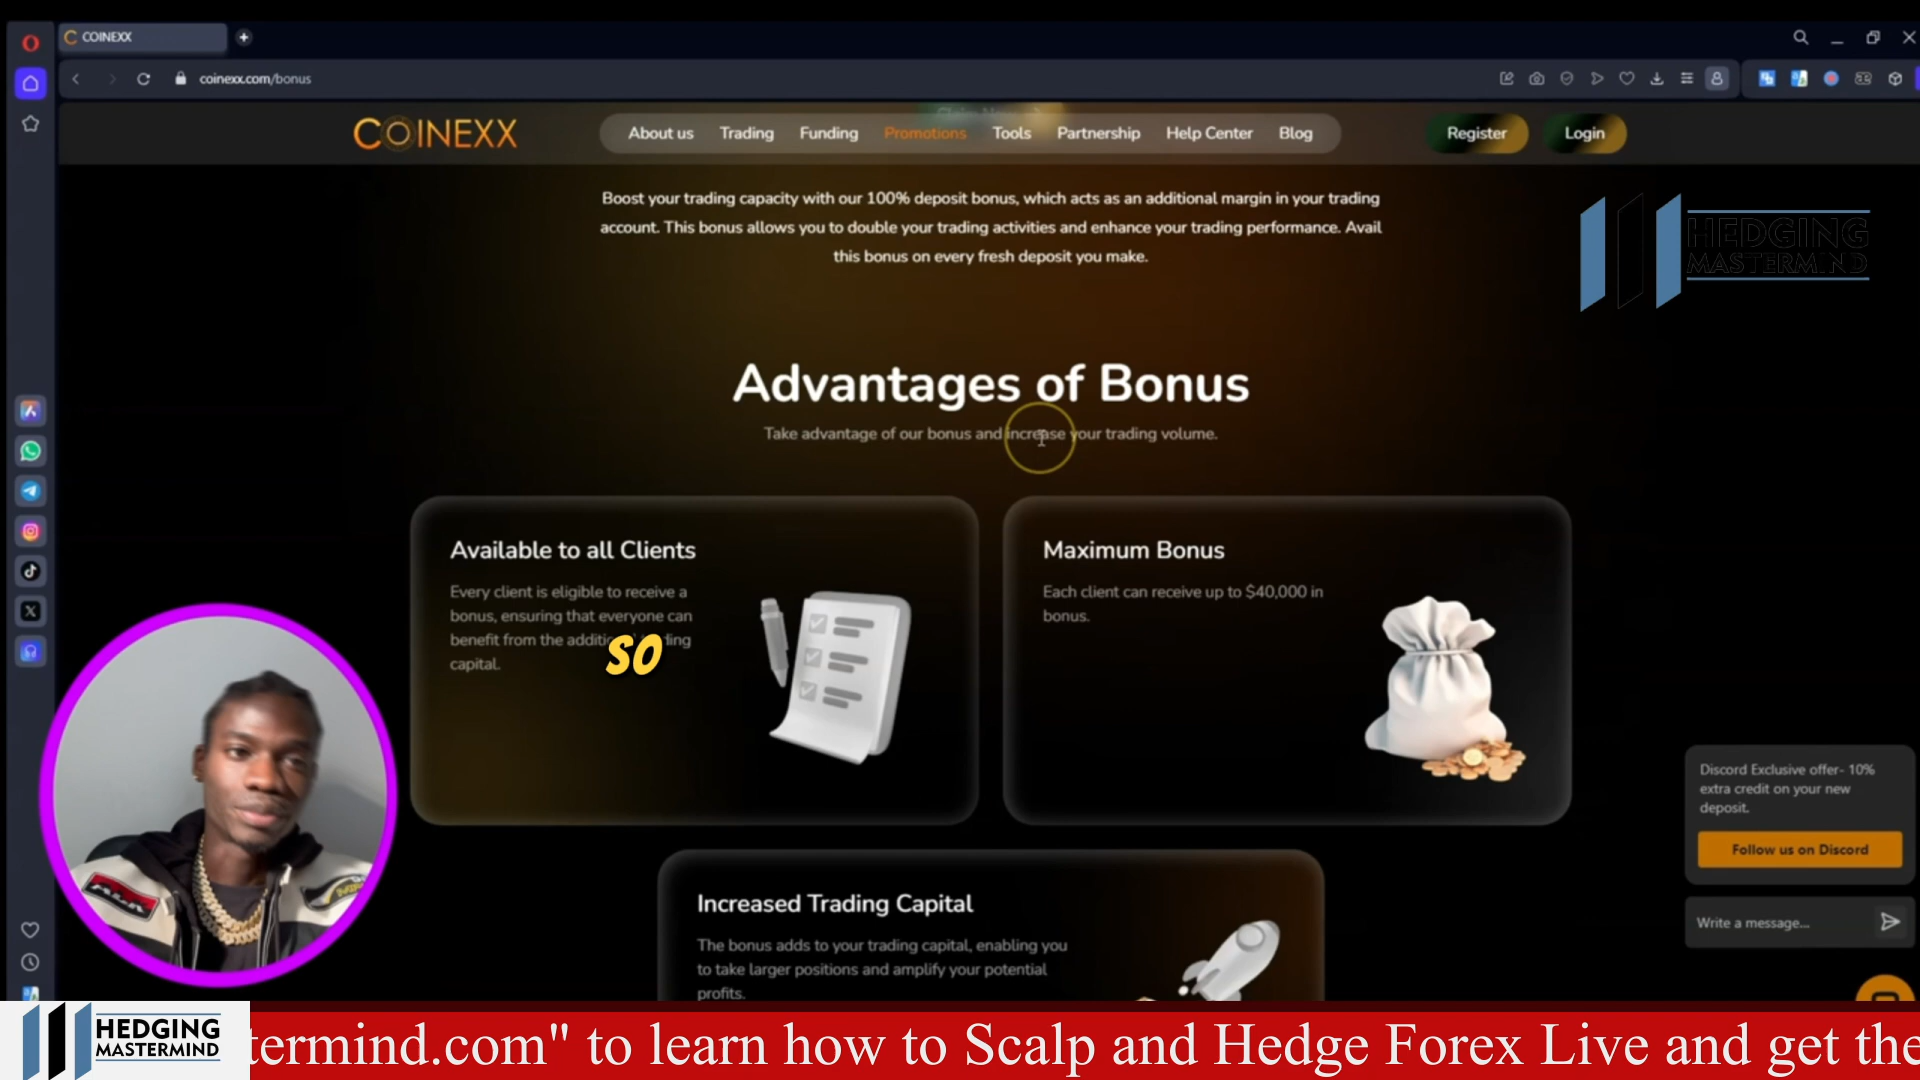 COINEXX
coinexx.com/bonus
COINEXX
About us Trading Funding Promotions Tools Partnership Help Center Blog
Register Login
Boost your trading capacity with our 100% deposit bonus, which acts as an additional margin in your trading
account. This bonus allows you to double your trading activities and enhance your trading performance. Avail
this bonus on every fresh deposit you make.
HEDGING
MASTERMIND
Advantages of Bonus
Take advantage of our bonus and increase your trading volume.
Available to all Clients
Every client is eligible to receive a
bonus, ensuring that everyone can
benefit from the
capital.
SO
Maximum Bonus
Each client can receive up to $40,000 in
bonus.
Increased Trading Capital
The bonus adds to your trading capital, enabling you
to take larger positions and amplify your potential
profits.
Discord Exclusive offer- 10%
extra credit on your new
deposit.
Follow us on Discord
Write a message...
HEDGING
MASTERMIND
termind.com" to learn how to Scalp and Hedge Forex Live and get the